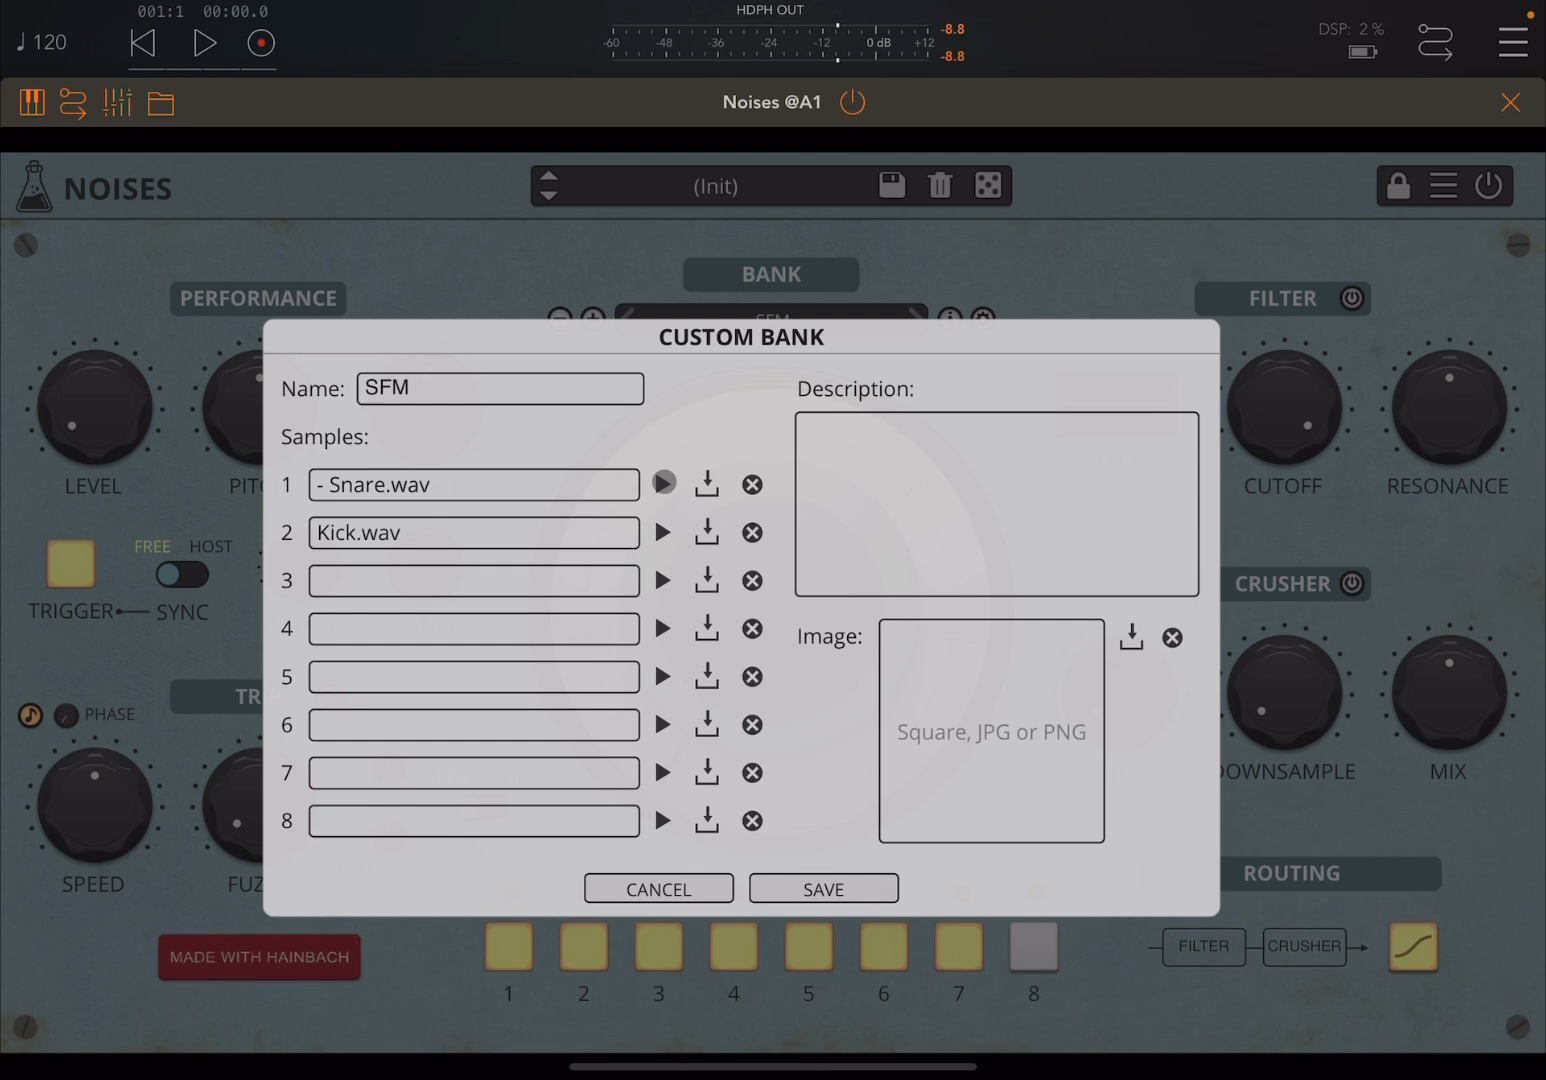 001:1 00:00.0
HDPH OUT
♩ 120
-60 -48 -36 -24 -12 0 dB +12
-8.8
-8.8
DSP: 2 %
Noises @A1
NOISES
(Init)
BANK
PERFORMANCE
FILTER
SFM
CUSTOM BANK
Name: SFM
Description:
Samples:
1 - Snare.wav
2 Kick.wav
3
4
5
6
7
8
Image:
Square, JPG or PNG
CANCEL
SAVE
LEVEL
CUTOFF
RESONANCE
FREE HOST
TRIGGER
SYNC
CRUSHER
PHASE
MIX
SPEED
ROUTING
MADE WITH HAINBACH
FILTER
CRUSHER
1 2 3 4 5 6 7 8